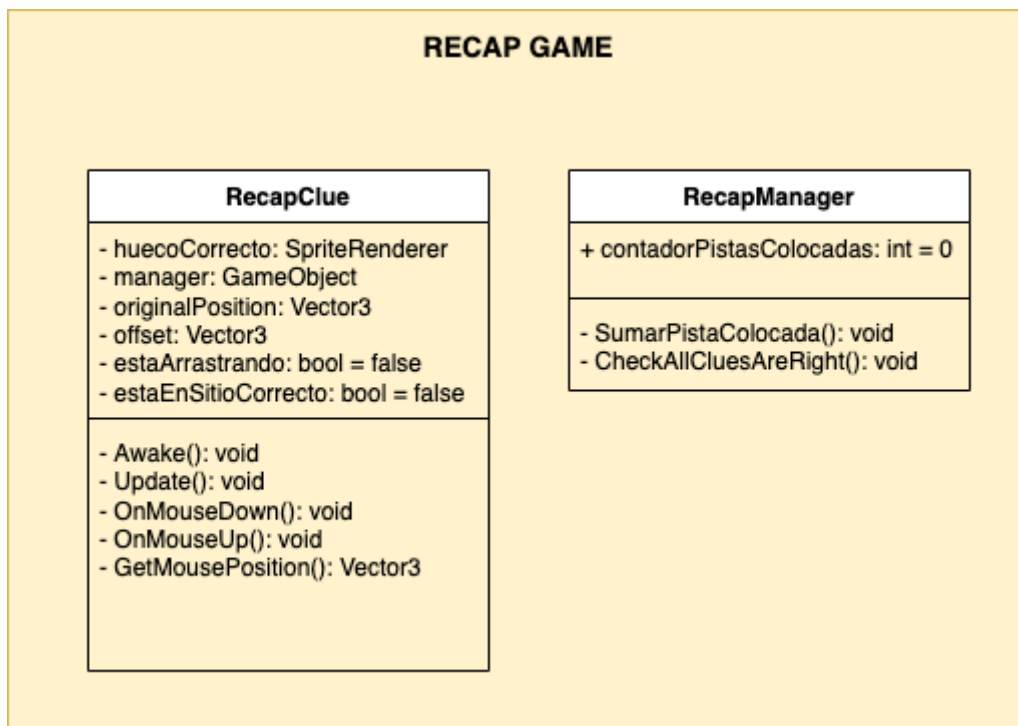 RECAP GAME
RecapClue
- huecoCorrecto: SpriteRenderer
- manager: GameObject
- originalPosition: Vector3
- offset: Vector3
- estaArrastrando: bool = false
- estaEnSitioCorrecto: bool = false
- Awake(): void
- Update(): void
- OnMouseDown(): void
- OnMouseUp(): void
- GetMousePosition(): Vector3
RecapManager
+ contadorPistasColocadas: int = 0
- SumarPistaColocada(): void
- CheckAllCluesAreRight(): void